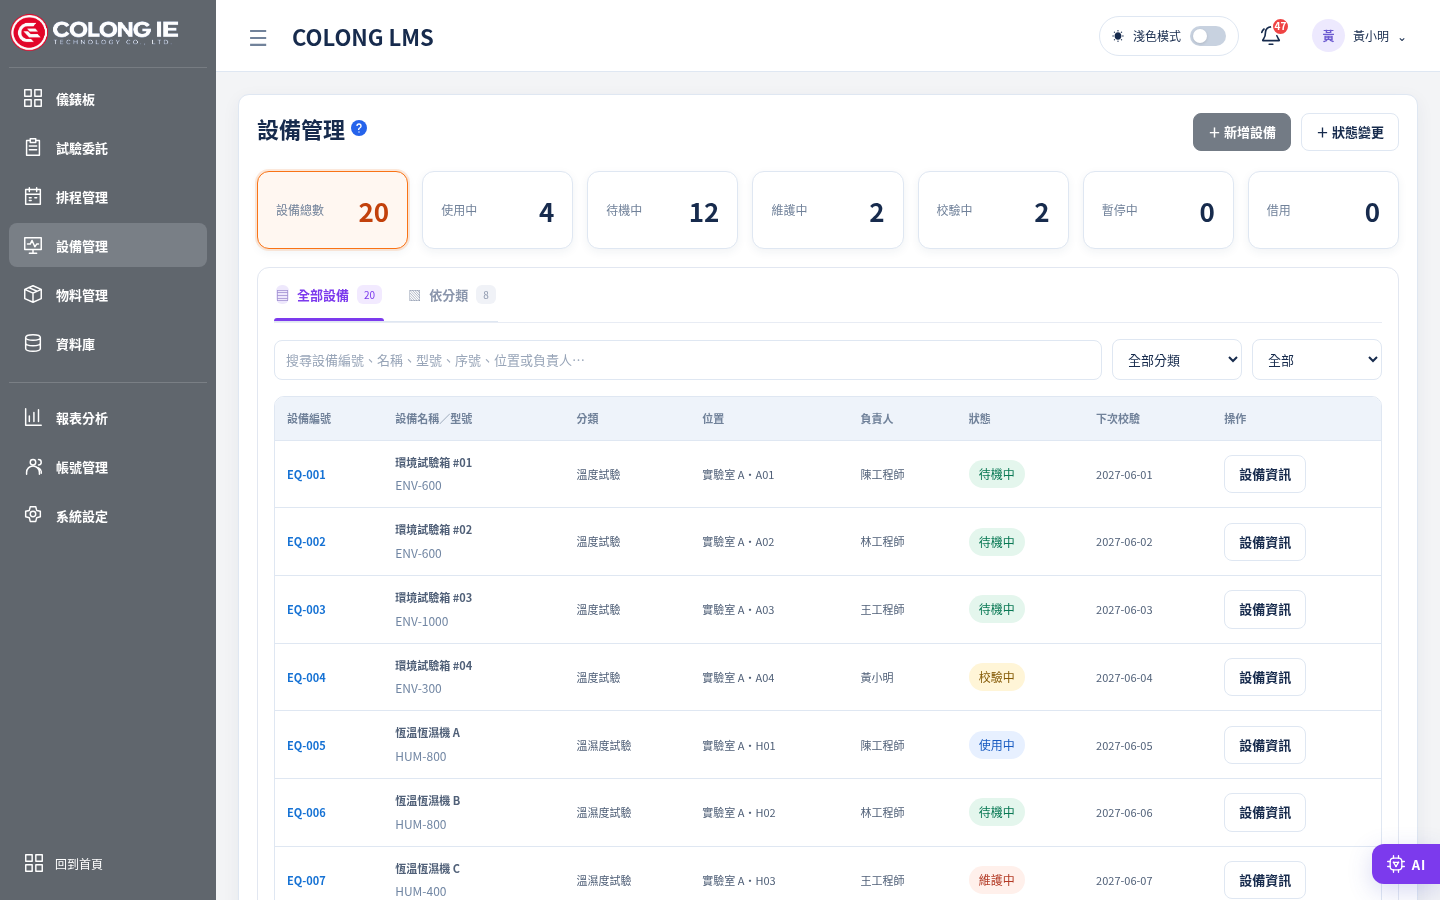 COLONG IE
TECHNOLOGY CO., LTD.
儀錶板
試驗委託
排程管理
設備管理
物料管理
資料庫
報表分析
帳號管理
系統設定
回到首頁
☰ COLONG LMS
淺色模式
47
黃 黃小明
設備管理 ?
＋新增設備
＋狀態變更
設備總數 20
使用中 4
待機中 12
維護中 2
校驗中 2
暫停中 0
借用 0
全部設備 20
依分類 8
搜尋設備編號、名稱、型號、序號、位置或負責人⋯
全部分類
全部
設備編號 設備名稱／型號 分類 位置 負責人 狀態 下次校驗 操作
EQ-001 環境試驗箱 #01 ENV-600 溫度試驗 實驗室 A・A01 陳工程師 待機中 2027-06-01 設備資訊
EQ-002 環境試驗箱 #02 ENV-600 溫度試驗 實驗室 A・A02 林工程師 待機中 2027-06-02 設備資訊
EQ-003 環境試驗箱 #03 ENV-1000 溫度試驗 實驗室 A・A03 王工程師 待機中 2027-06-03 設備資訊
EQ-004 環境試驗箱 #04 ENV-300 溫度試驗 實驗室 A・A04 黃小明 校驗中 2027-06-04 設備資訊
EQ-005 恆溫恆濕機 A HUM-800 溫濕度試驗 實驗室 A・H01 陳工程師 使用中 2027-06-05 設備資訊
EQ-006 恆溫恆濕機 B HUM-800 溫濕度試驗 實驗室 A・H02 林工程師 待機中 2027-06-06 設備資訊
EQ-007 恆溫恆濕機 C HUM-400 溫濕度試驗 實驗室 A・H03 王工程師 維護中 2027-06-07 設備資訊
AI